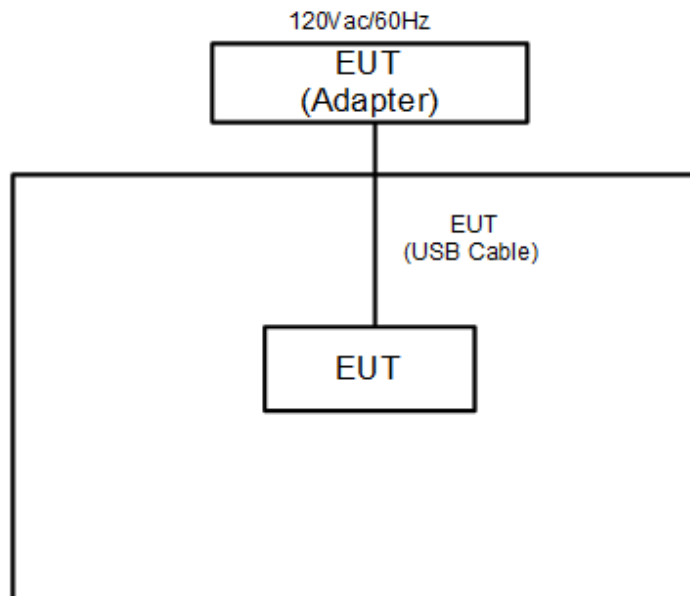 120Vac/60Hz
EUT
(Adapter)
EUT
(USB Cable)
EUT